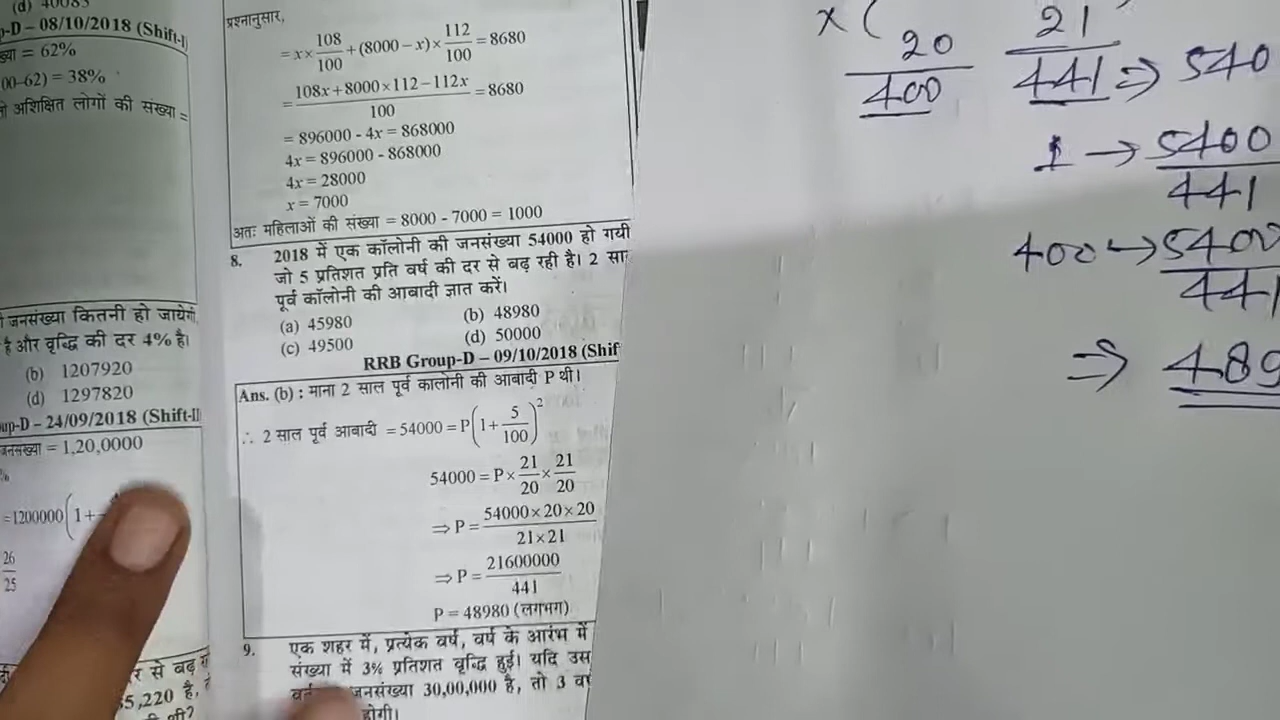 (d) 40085
p-D – 08/10/2018 (Shift-I)
ख्या = 62%
00–62) = 38%
ो अशिक्षित लोगों की संख्या =
ी जनसंख्या कितनी हो जायेगी,
है और वृद्धि की दर 4% है।
(b) 1207920
(d) 1297820
up-D – 24/09/2018 (Shift-II
जनसंख्या = 1,20,0000
%
=1200000(1+
26
25
र से बढ़
5,220 है,
थी?
प्रश्नानुसार,
= x× 108/100 + (8000 – x)× 112/100 = 8680
= 108x + 8000×112 – 112x / 100 = 8680
= 896000 - 4x = 868000
4x = 896000 - 868000
4x = 28000
x = 7000
अतः महिलाओं की संख्या = 8000 - 7000 = 1000
8. 2018 में एक कॉलोनी की जनसंख्या 54000 हो गयी
जो 5 प्रतिशत प्रति वर्ष की दर से बढ़ रही है। 2 सा
पूर्व कॉलोनी की आबादी ज्ञात करें।
(a) 45980 (b) 48980
(c) 49500 (d) 50000
RRB Group-D – 09/10/2018 (Shif
Ans. (b) : माना 2 साल पूर्व कालोनी की आबादी P थी।
∴ 2 साल पूर्व आबादी = 54000 = P(1 + 5/100)²
54000 = P× 21/20 × 21/20
⇒ P = 54000×20×20 / 21×21
⇒ P = 21600000 / 441
P = 48980 (लगभग)
9. एक शहर में, प्रत्येक वर्ष, वर्ष के आरंभ में
संख्या में 3% प्रतिशत वृद्धि हुई। यदि उस
जनसंख्या 30,00,000 है, तो 3 व
होगी।
x ( 20 21
400 441 ⇒ 540
1 → 5400
441
400 → 5400
441
⇒ 489